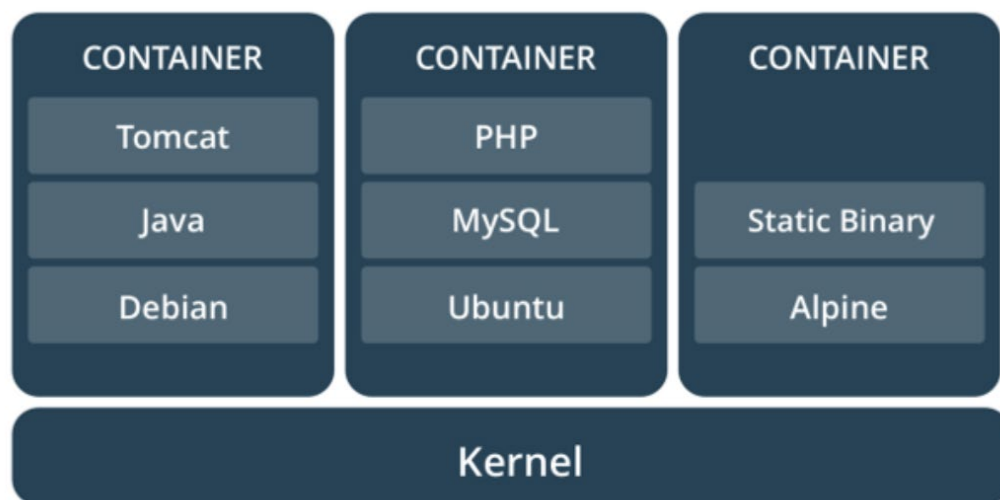 CONTAINER
Tomcat
Java
Debian
CONTAINER
PHP
MySQL
Ubuntu
CONTAINER
Static Binary
Alpine
Kernel